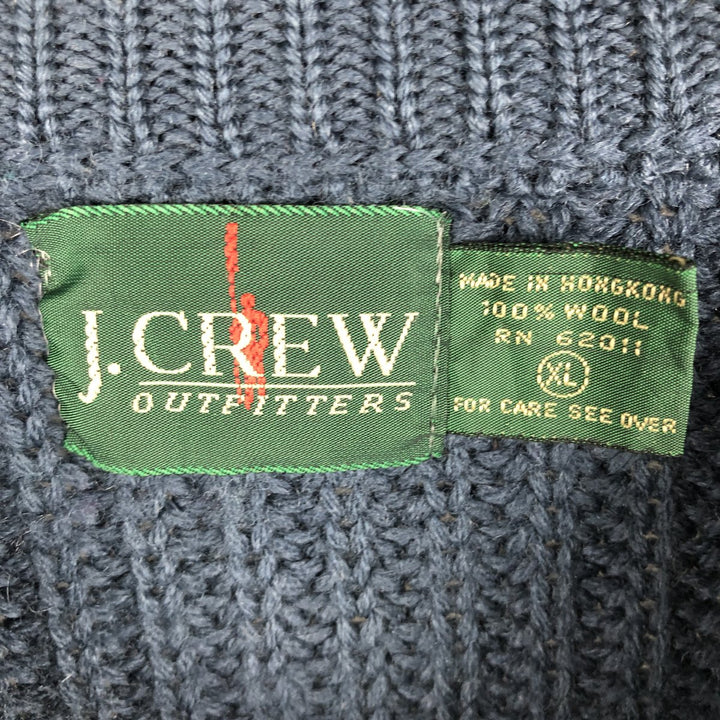 J.CREW
OUTFITTERS
MADE IN HONGKONG
100% WOOL
RN 62011
XL
FOR CARE SEE OVER